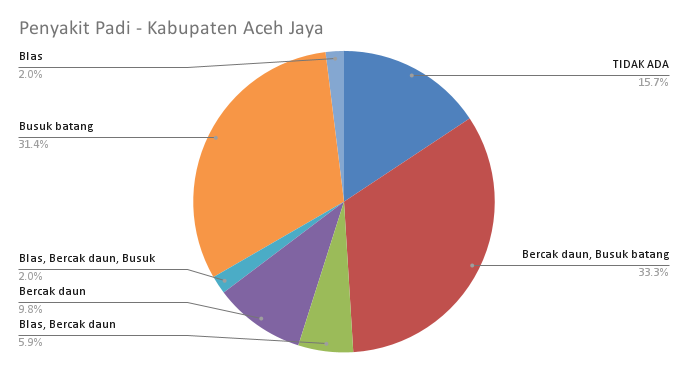 Penyakit Padi - Kabupaten Aceh Jaya
Blas
2.0%
TIDAK ADA
15.7%
Busuk batang
31.4%
Bercak daun, Busuk batang
33.3%
Blas, Bercak daun, Busuk
2.0%
Bercak daun
9.8%
Blas, Bercak daun
5.9%